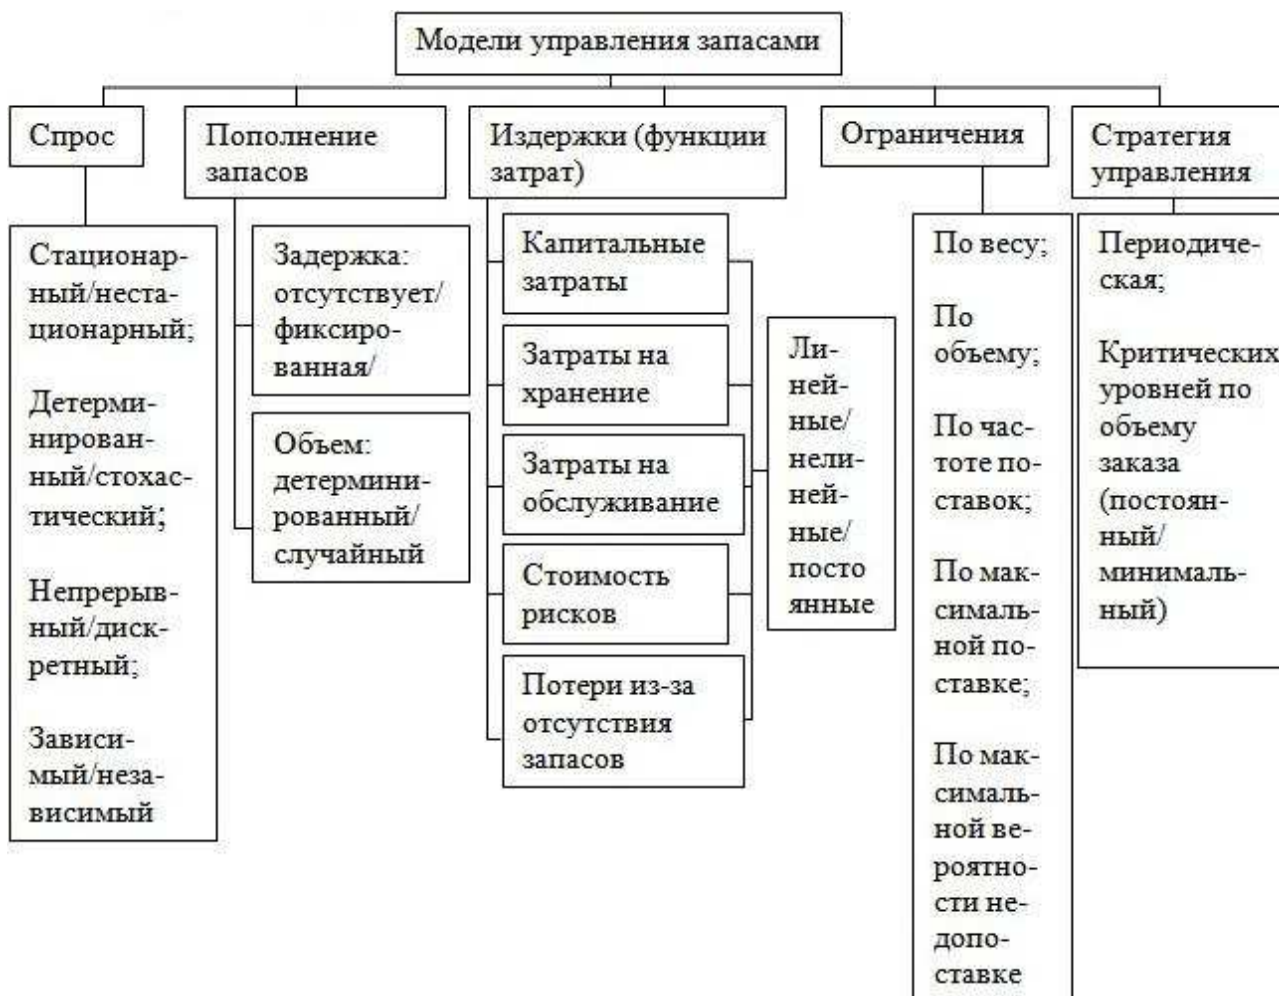 Модели управления запасами
Спрос
Пополнение
запасов
Издержки (функции
затрат)
Ограничения
Стратегия
управления
Стационар-
ный/неста-
ционарный;
Детерми-
нирован-
ный/стохас-
тический;
Непрерыв-
ный/диск-
ретный;
Зависи-
мый/неза-
висимый
Задержка:
отсутствует/
фиксиро-
ванная/
Объем:
детермини-
рованный/
случайный
Капитальные
затраты
Затраты на
хранение
Затраты на
обслуживание
Стоимость
рисков
Потери из-за
отсутствия
запасов
Ли-
ней-
ные/
нели-
ней-
ные/
посто
янные
По весу;
По
объему;
По час-
тоте по-
ставок;
По мак-
сималь-
ной по-
ставке;
По мак-
сималь-
ной ве-
роятно-
сти не-
допо-
ставке
Периодиче-
ская;
Критических
уровней по
объему
заказа
(постоян-
ный/
минималь-
ный)